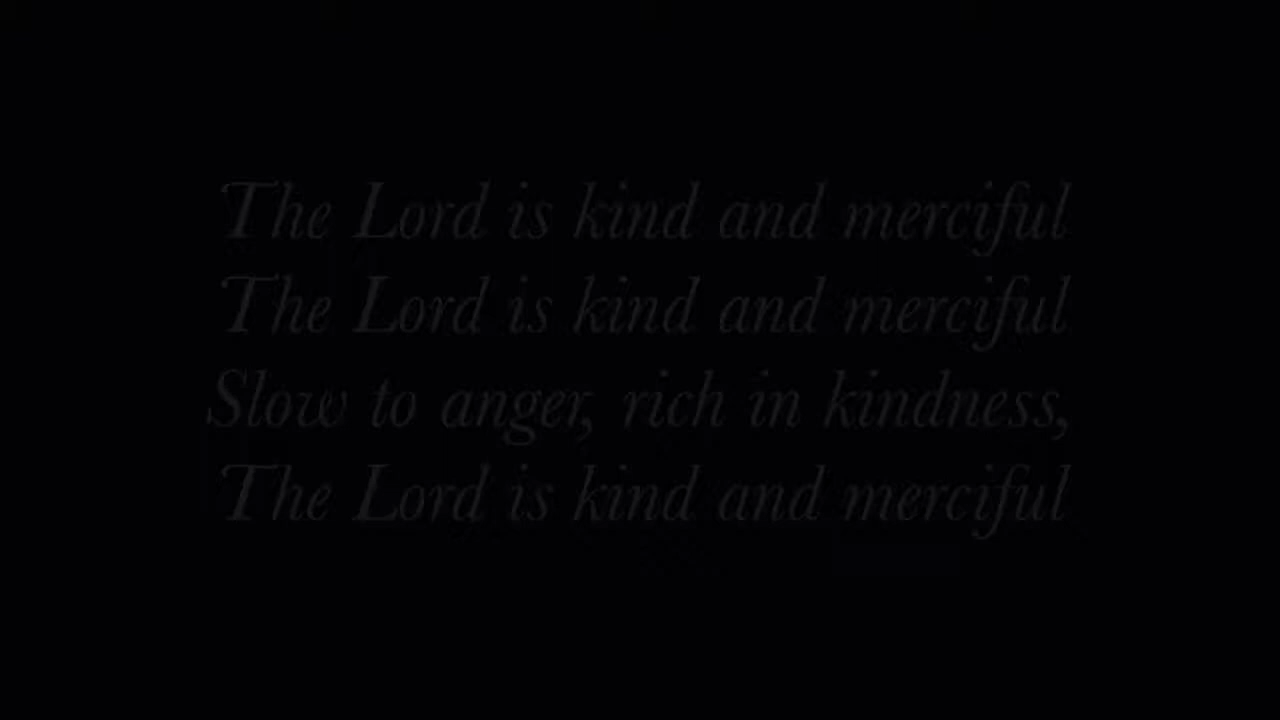 The Lord is kind and merciful
The Lord is kind and merciful
Slow to anger, rich in kindness,
The Lord is kind and merciful